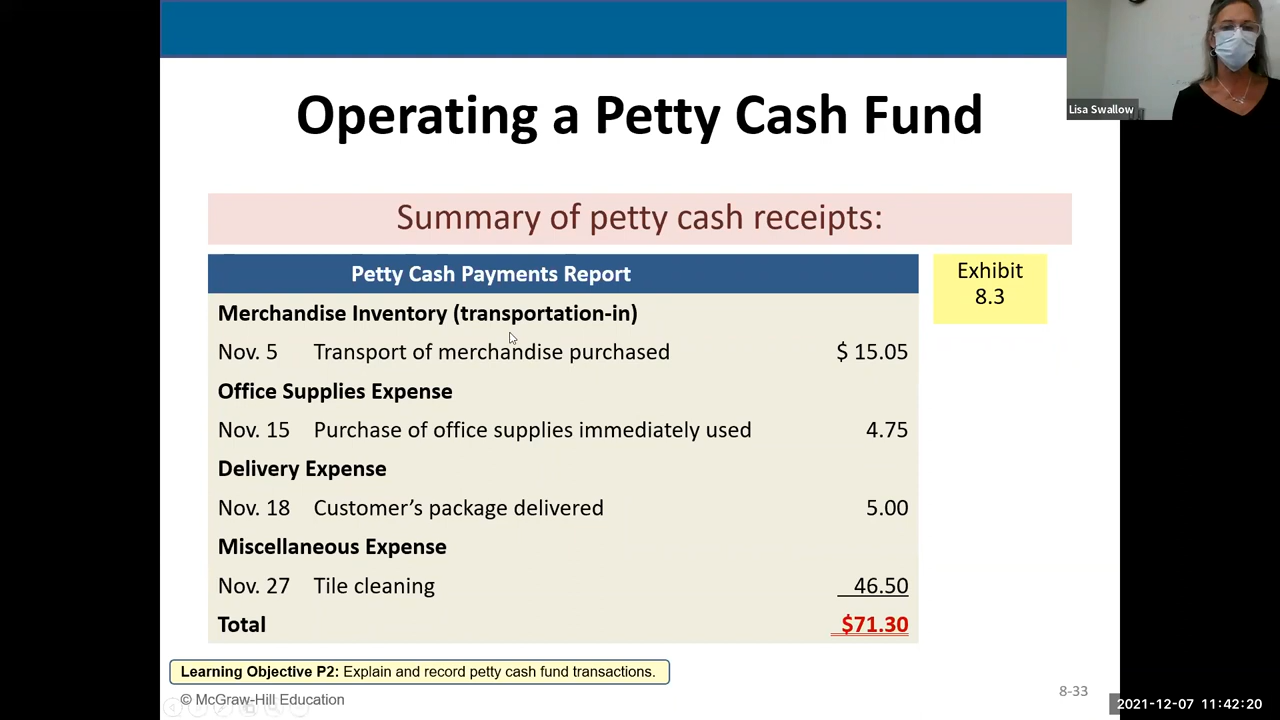 Operating a Petty Cash Fund
Lisa Swallow
Summary of petty cash receipts:
Petty Cash Payments Report
Exhibit
8.3
Merchandise Inventory (transportation-in)
Nov. 5 Transport of merchandise purchased $ 15.05
Office Supplies Expense
Nov. 15 Purchase of office supplies immediately used 4.75
Delivery Expense
Nov. 18 Customer’s package delivered 5.00
Miscellaneous Expense
Nov. 27 Tile cleaning 46.50
Total $71.30
Learning Objective P2: Explain and record petty cash fund transactions.
© McGraw-Hill Education
8-33
2021-12-07 11:42:20